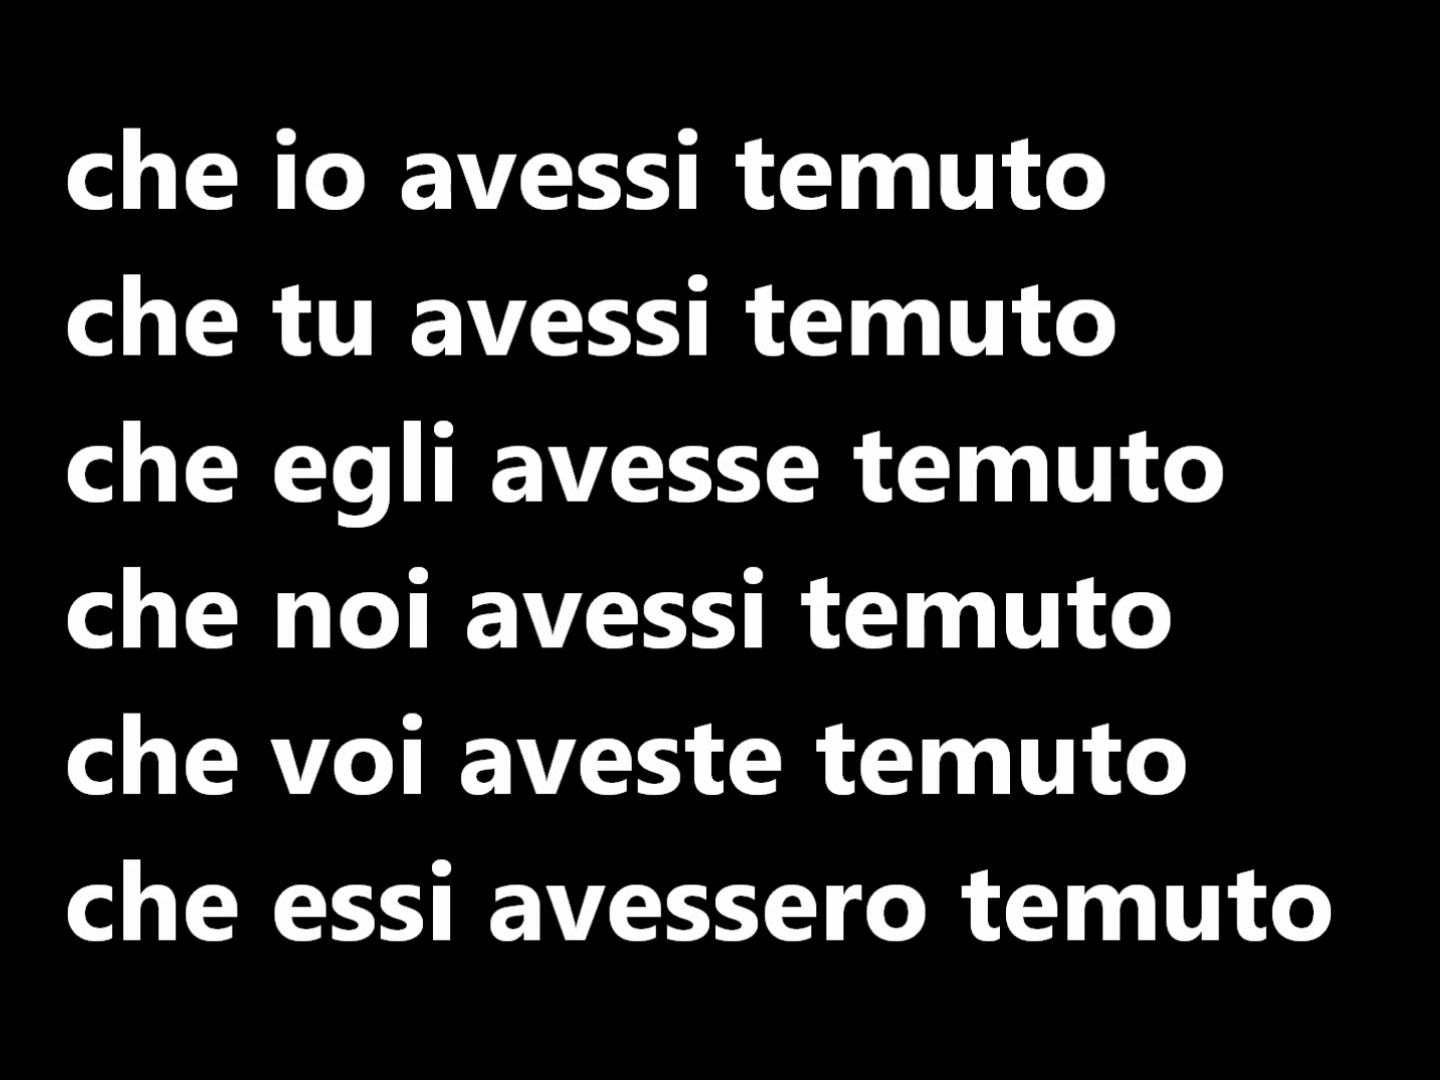 che io avessi temuto
che tu avessi temuto
che egli avesse temuto
che noi avessi temuto
che voi aveste temuto
che essi avessero temuto